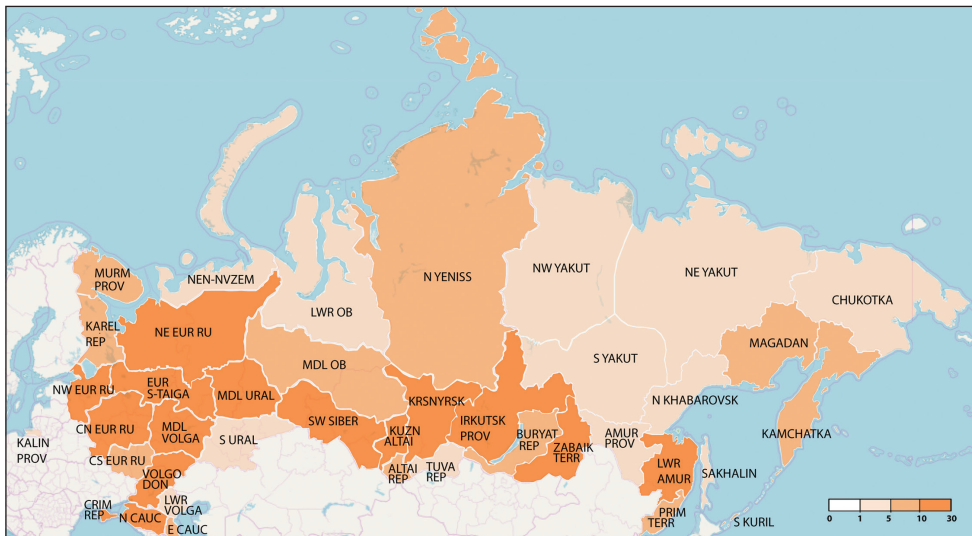 MURM
PROV
NEN-NVZEM
N YENISS
NW YAKUT
NE YAKUT
CHUKOTKA
LWR OB
KAREL
REP
NE EUR RU
MAGADAN
S YAKUT
MDL OB
NW EUR RU
EUR
S-TAIGA
MDL URAL
KRSNYRSK
N KHABAROVSK
CN EUR RU
MDL
VOLGA
SW SIBER
KUZN
ALTAI
IRKUTSK
PROV
BURYAT
REP
ZABAIK
TERR
AMUR
PROV
KAMCHATKA
KALIN
PROV
S URAL
CS EUR RU
VOLGO
DON
ALTAI
REP
TUVA
REP
LWR
AMUR
SAKHALIN
CRIM
REP
N CAUC
LWR
VOLGA
E CAUC
PRIM
TERR
S KURIL
0 1 5 10 30